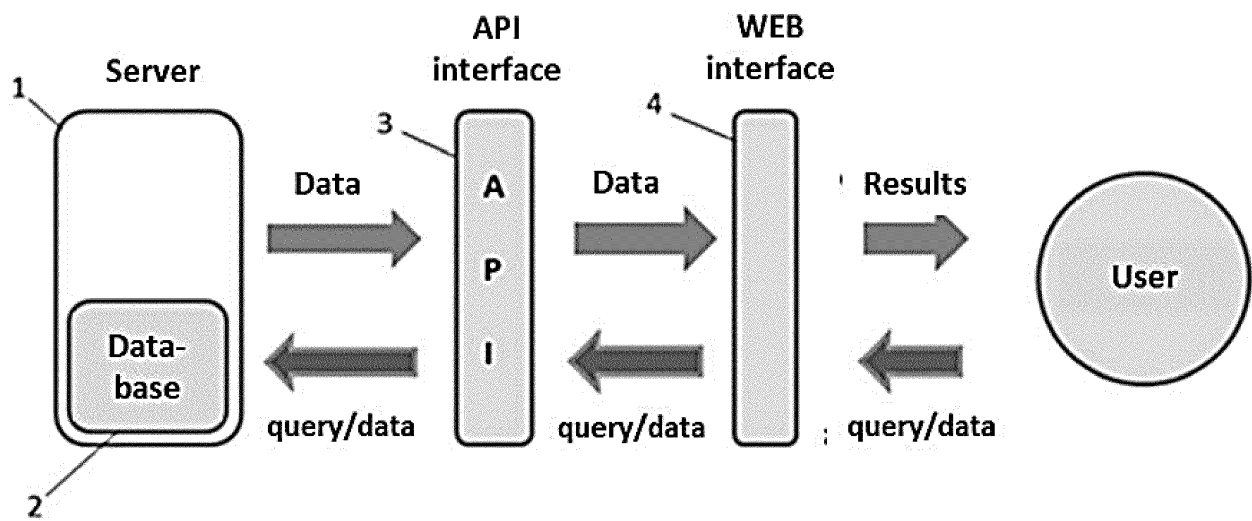 API
interface
WEB
interface
Server
1
3
4
Data
Data
Results
A
P
I
User
Data-
base
query/data
query/data
query/data
2